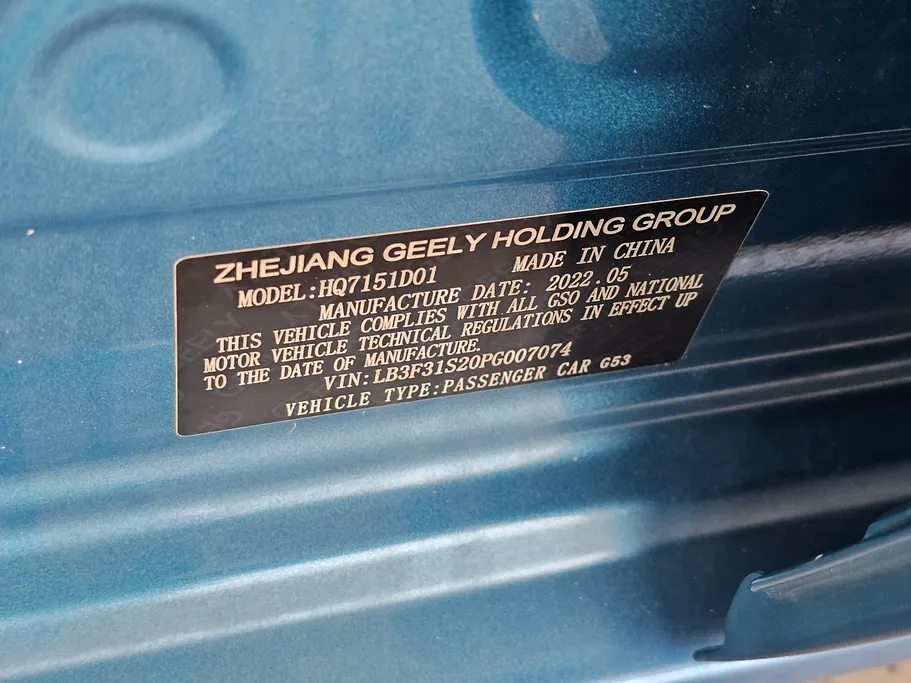 ZHEJIANG GEELY HOLDING GROUP
MODEL:HQ7151D01 MADE IN CHINA
MANUFACTURE DATE: 2022.05
THIS VEHICLE COMPLIES WITH ALL GSO AND NATIONAL
MOTOR VEHICLE TECHNICAL REGULATIONS IN EFFECT UP
TO THE DATE OF MANUFACTURE.
VIN:LB3F31S20PG007074
VEHICLE TYPE:PASSENGER CAR G53